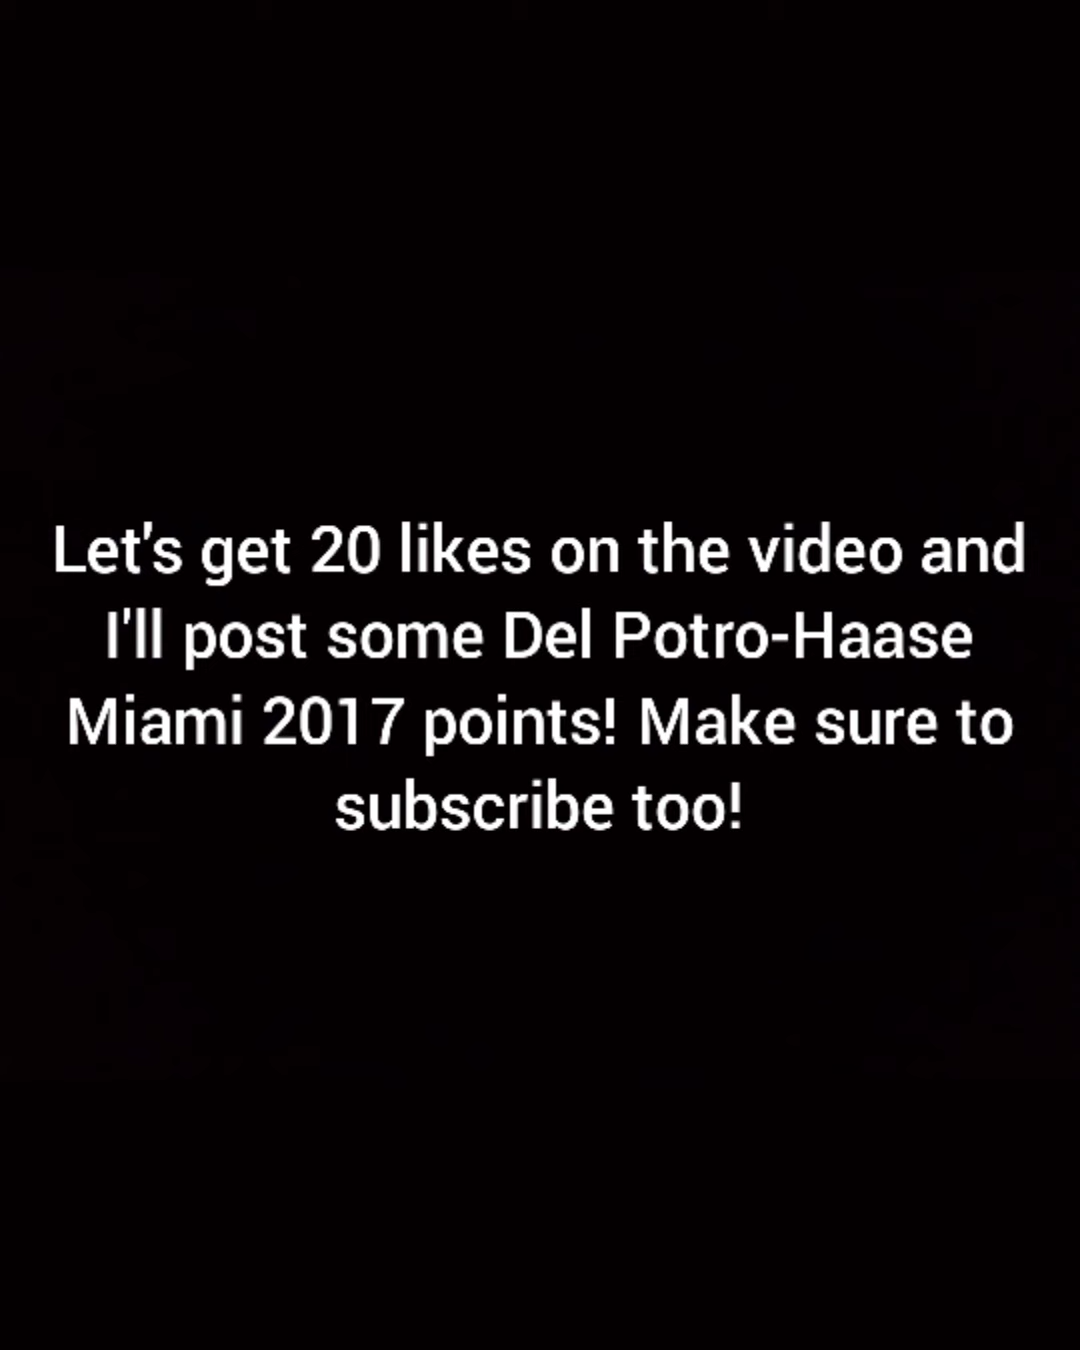 Let's get 20 likes on the video and
I'll post some Del Potro-Haase
Miami 2017 points! Make sure to
subscribe too!